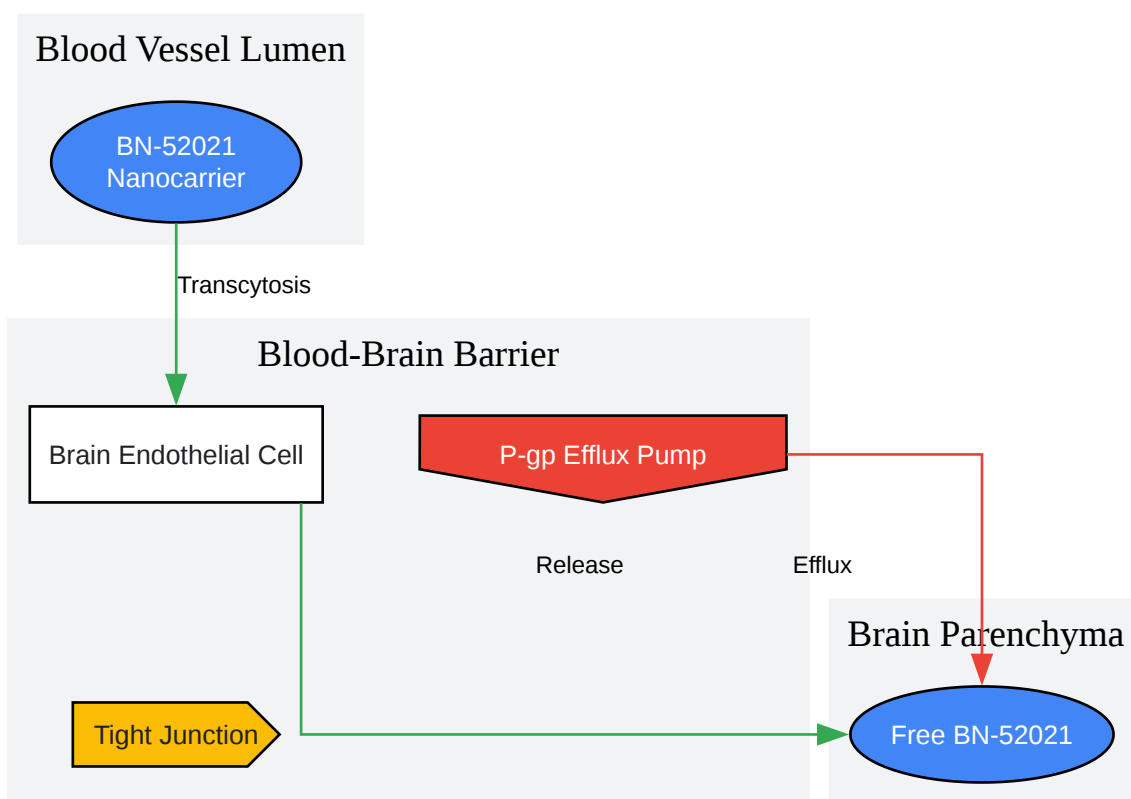 Blood Vessel Lumen
BN-52021
Nanocarrier
Transcytosis
Blood-Brain Barrier
Brain Endothelial Cell
P-gp Efflux Pump
Release
Efflux
Brain Parenchyma
Tight Junction
Free BN-52021